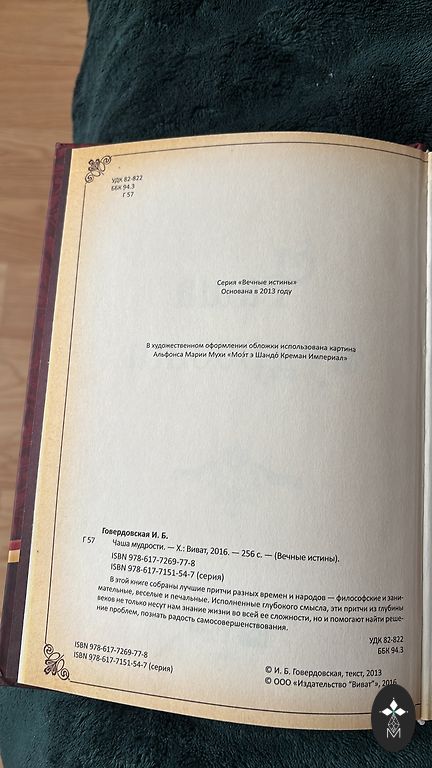 УДК 82-822
ББК 94.3
Г 57
Серия «Вечные истины»
Основана в 2013 году
В художественном оформлении обложки использована картина
Альфонса Марии Мухи «Моэ́т э Шандо́ Креман Империал»
Говердовская И. Б.
Г 57 Чаша мудрости. — Х.: Виват, 2016. — 256 с. — (Вечные истины).
ISBN 978-617-7269-77-8
ISBN 978-617-7151-54-7 (серия)
В этой книге собраны лучшие притчи разных времен и народов — философские и зани-
мательные, веселые и печальные. Исполненные глубокого смысла, эти притчи из глубины
веков не только несут нам знание жизни во всей ее сложности, но и помогают найти реше-
ние проблем, познать радость самосовершенствования.
УДК 82-822
ББК 94.3
ISBN 978-617-7269-77-8
ISBN 978-617-7151-54-7 (серия)
© И. Б. Говердовская, текст, 2013
© ООО «Издательство "Виват"», 2016
M